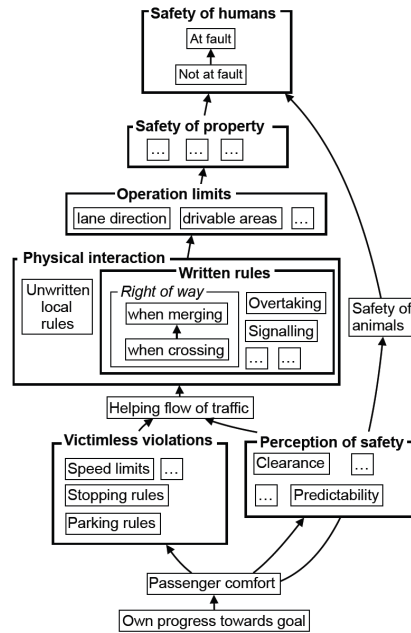 Safety of humans
At fault
Not at fault
Safety of property
... ... ...
Operation limits
lane direction drivable areas ...
Physical interaction
Written rules
Unwritten
local
rules
Right of way
when merging
when crossing
Overtaking
Signalling
... ...
Safety of
animals
Helping flow of traffic
Victimless violations
Speed limits ...
Stopping rules
Parking rules
Perception of safety
Clearance ...
... Predictability
Passenger comfort
Own progress towards goal